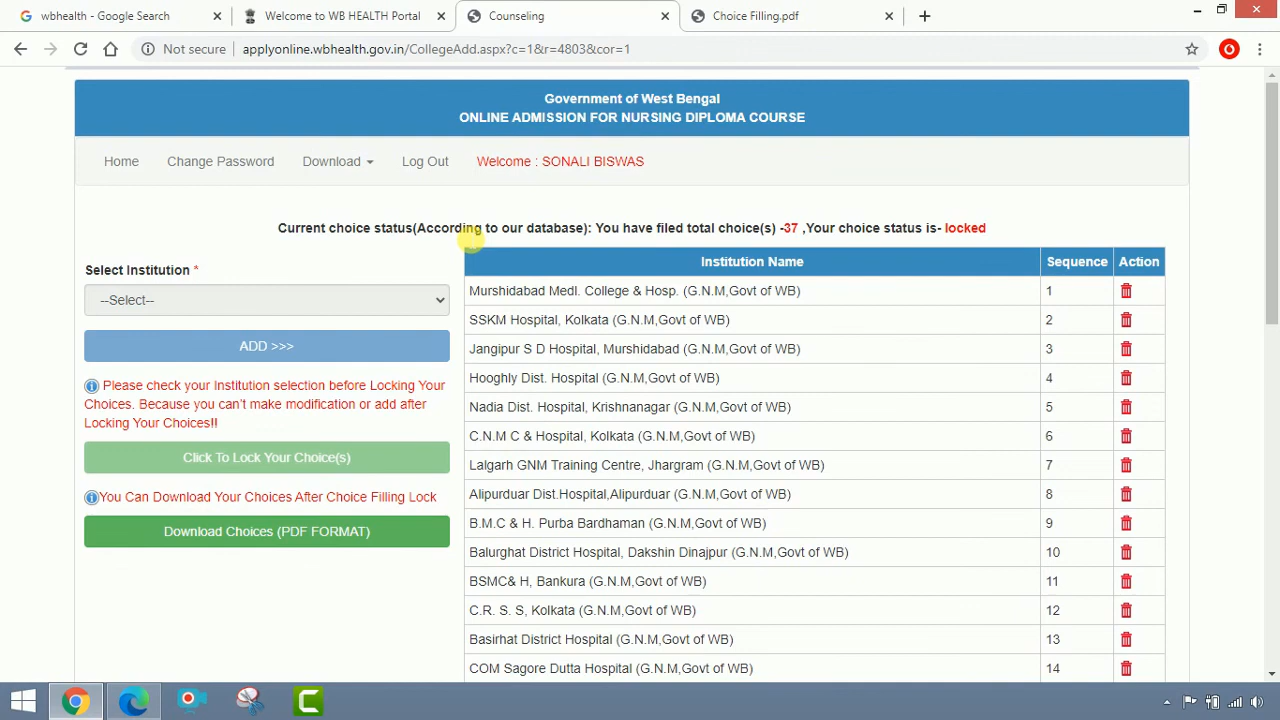 wbhealth - Google Search
Welcome to WB HEALTH Portal
Counseling
Choice Filling.pdf
Not secure
applyonline.wbhealth.gov.in/CollegeAdd.aspx?c=1&r=4803&cor=1
Government of West Bengal
ONLINE ADMISSION FOR NURSING DIPLOMA COURSE
Home Change Password Download Log Out Welcome : SONALI BISWAS
Current choice status(According to our database): You have filed total choice(s) -37 ,Your choice status is- locked
Select Institution *
--Select--
ADD >>>
Please check your Institution selection before Locking Your
Choices. Because you can't make modification or add after
Locking Your Choices!!
Click To Lock Your Choice(s)
You Can Download Your Choices After Choice Filling Lock
Download Choices (PDF FORMAT)
Institution Name Sequence Action
Murshidabad Medl. College & Hosp. (G.N.M,Govt of WB) 1
SSKM Hospital, Kolkata (G.N.M,Govt of WB) 2
Jangipur S D Hospital, Murshidabad (G.N.M,Govt of WB) 3
Hooghly Dist. Hospital (G.N.M,Govt of WB) 4
Nadia Dist. Hospital, Krishnanagar (G.N.M,Govt of WB) 5
C.N.M C & Hospital, Kolkata (G.N.M,Govt of WB) 6
Lalgarh GNM Training Centre, Jhargram (G.N.M,Govt of WB) 7
Alipurduar Dist.Hospital,Alipurduar (G.N.M,Govt of WB) 8
B.M.C & H. Purba Bardhaman (G.N.M,Govt of WB) 9
Balurghat District Hospital, Dakshin Dinajpur (G.N.M,Govt of WB) 10
BSMC& H, Bankura (G.N.M,Govt of WB) 11
C.R. S. S, Kolkata (G.N.M,Govt of WB) 12
Basirhat District Hospital (G.N.M,Govt of WB) 13
COM Sagore Dutta Hospital (G.N.M,Govt of WB) 14